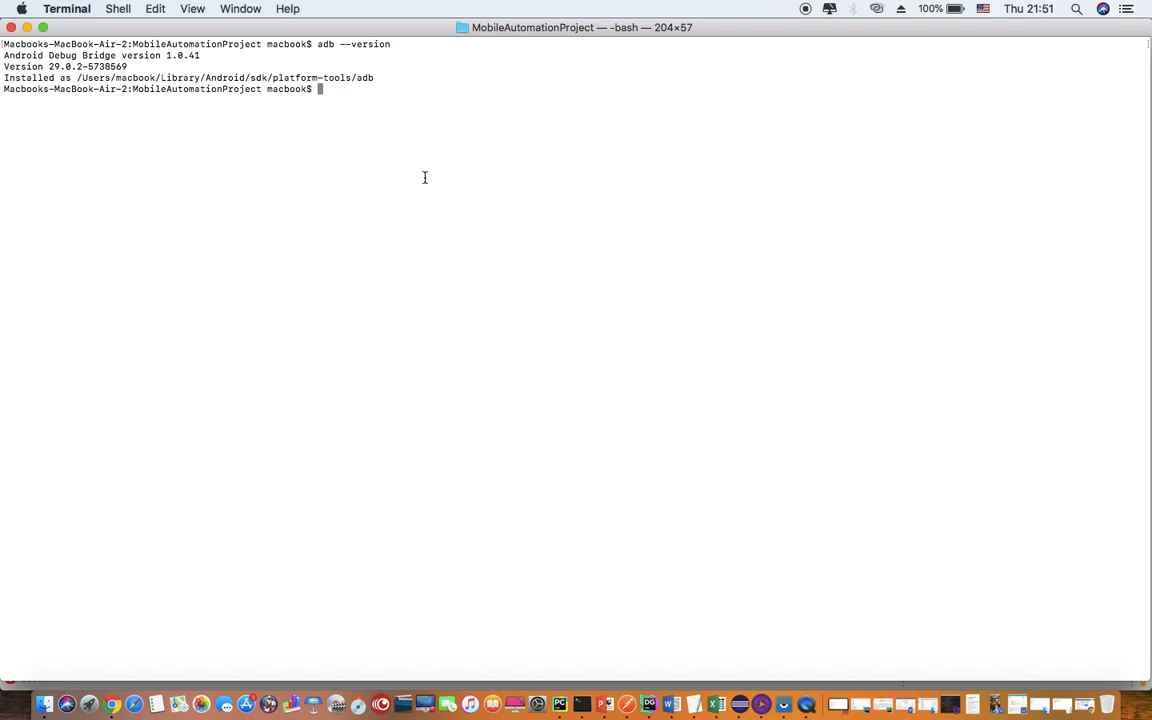 Terminal Shell Edit View Window Help 100% Thu 21:51
MobileAutomationProject — -bash — 204×57
[Macbooks-MacBook-Air-2:MobileAutomationProject macbook$ adb --version ]
Android Debug Bridge version 1.0.41
Version 29.0.2-5738569
Installed as /Users/macbook/Library/Android/sdk/platform-tools/adb
Macbooks-MacBook-Air-2:MobileAutomationProject macbook$
PC DG